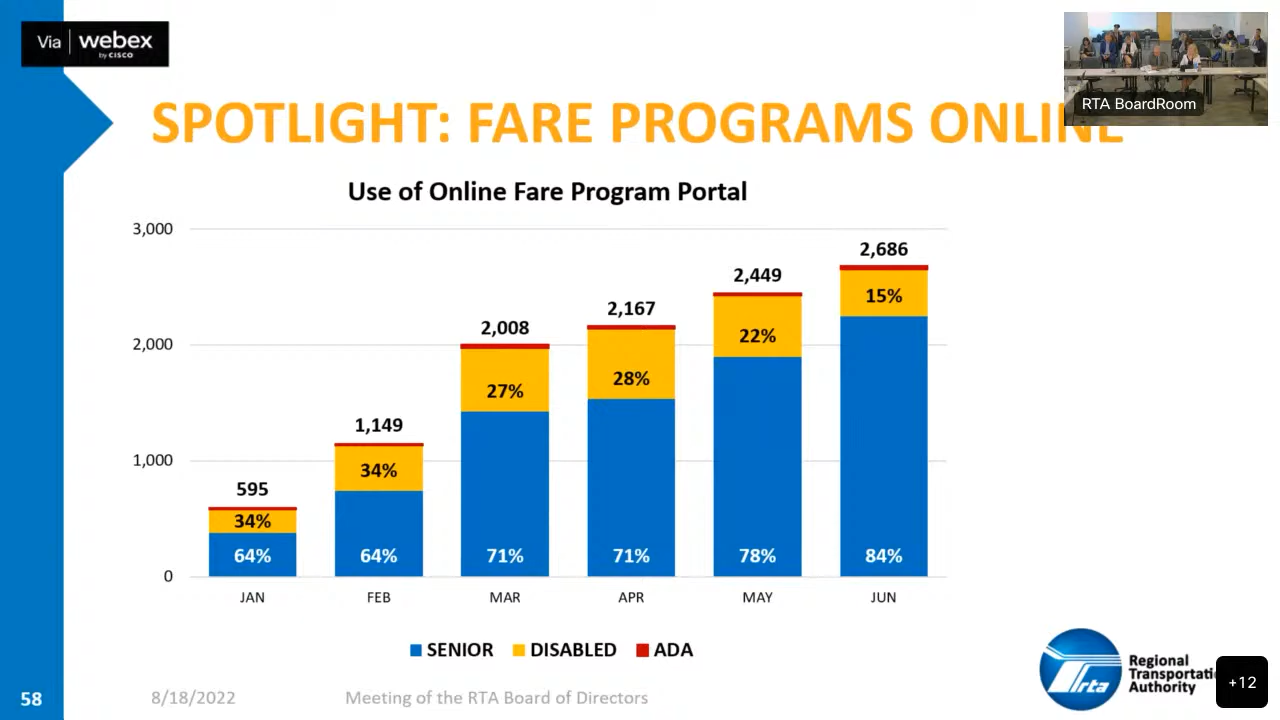 Via webex
by CISCO
RTA BoardRoom
SPOTLIGHT: FARE PROGRAMS ONLINE
Use of Online Fare Program Portal
3,000
2,686
2,449
15%
2,167
2,008
22%
2,000
28%
27%
1,149
34%
1,000
595
34%
64%
64%
71%
71%
78%
84%
0
JAN
FEB
MAR
APR
MAY
JUN
SENIOR DISABLED ADA
rta
Regional
Transportati
Authority
+12
58
8/18/2022
Meeting of the RTA Board of Directors